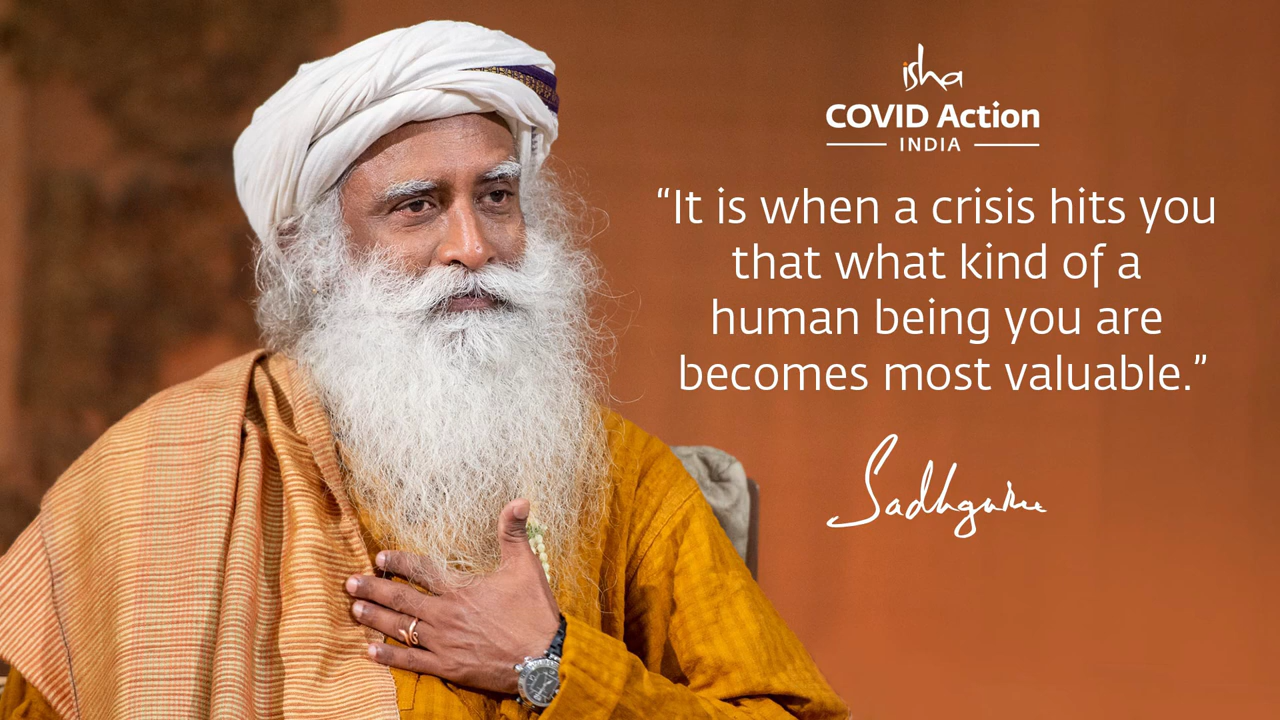 isha
COVID Action
INDIA
“It is when a crisis hits you
that what kind of a
human being you are
becomes most valuable.”
Sadhguru